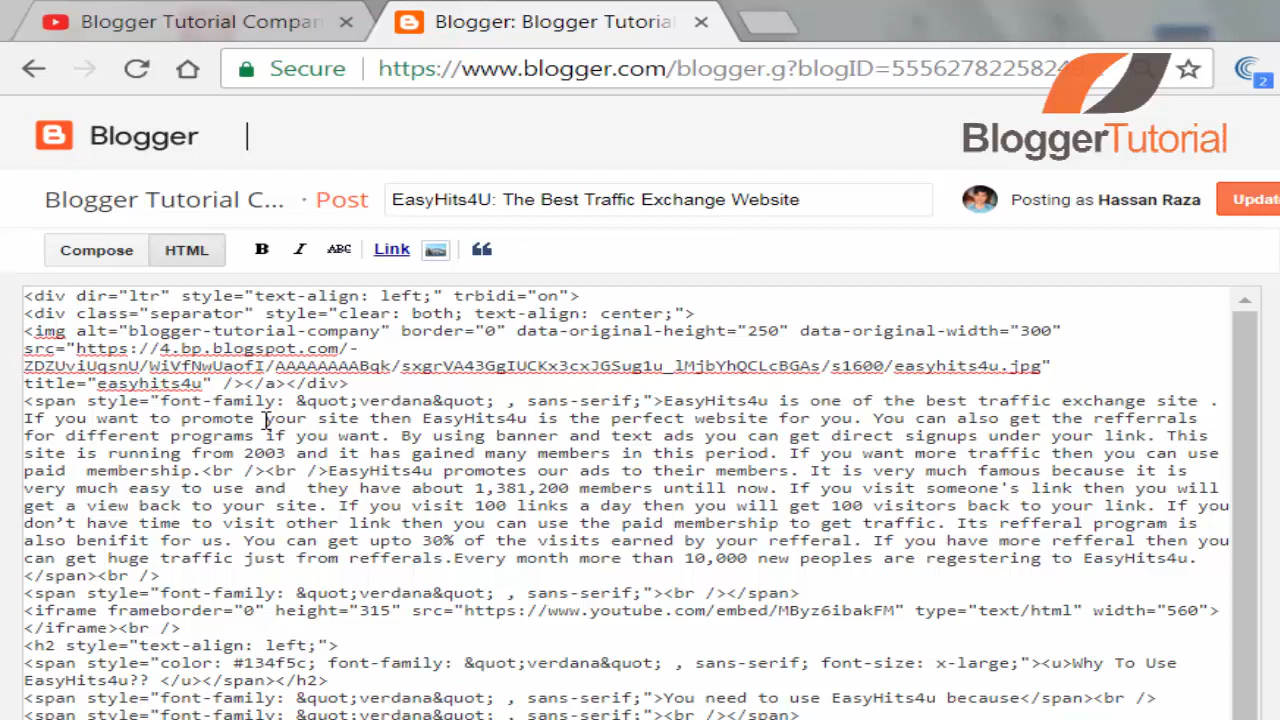 Blogger Tutorial Compan
Blogger: Blogger Tutoria
Secure
https://www.blogger.com/blogger.g?blogID=55562782258249
2
BloggerTutorial
Blogger
Blogger Tutorial C... · Post
EasyHits4U: The Best Traffic Exchange Website
Posting as Hassan Raza
Updat
Compose HTML B I ABC Link
<div dir="ltr" style="text-align: left;" trbidi="on">
<div class="separator" style="clear: both; text-align: center;">
<img alt="blogger-tutorial-company" border="0" data-original-height="250" data-original-width="300"
src="https://4.bp.blogspot.com/-
ZDZUviUqsnU/WiVfNwUaofI/AAAAAAAABqk/sxgrVA43GgIUCKx3cxJGSug1u_lMjbYhQCLcBGAs/s1600/easyhits4u.jpg"
title="easyhits4u" /></a></div>
<span style="font-family: &quot;verdana&quot; , sans-serif;">EasyHits4u is one of the best traffic exchange site .
If you want to promote your site then EasyHits4u is the perfect website for you. You can also get the refferrals
for different programs if you want. By using banner and text ads you can get direct signups under your link. This
site is running from 2003 and it has gained many members in this period. If you want more traffic then you can use
paid  membership.<br /><br />EasyHits4u promotes our ads to their members. It is very much famous because it is
very much easy to use and  they have about 1,381,200 members untill now. If you visit someone's link then you will
get a view back to your site. If you visit 100 links a day then you will get 100 visitors back to your link. If you
don’t have time to visit other link then you can use the paid membership to get traffic. Its refferal program is
also benifit for us. You can get upto 30% of the visits earned by your refferal. If you have more refferal then you
can get huge traffic just from refferals.Every month more than 10,000 new peoples are regestering to EasyHits4u.
</span><br />
<span style="font-family: &quot;verdana&quot; , sans-serif;"><br /></span>
<iframe frameborder="0" height="315" src="https://www.youtube.com/embed/MByz6ibakFM" type="text/html" width="560">
</iframe><br />
<h2 style="text-align: left;">
<span style="color: #134f5c; font-family: &quot;verdana&quot; , sans-serif; font-size: x-large;"><u>Why To Use
EasyHits4u?? </u></span></h2>
<span style="font-family: &quot;verdana&quot; , sans-serif;">You need to use EasyHits4u because</span><br />
<span style="font-family: &quot;verdana&quot; , sans-serif;"><br /></span>